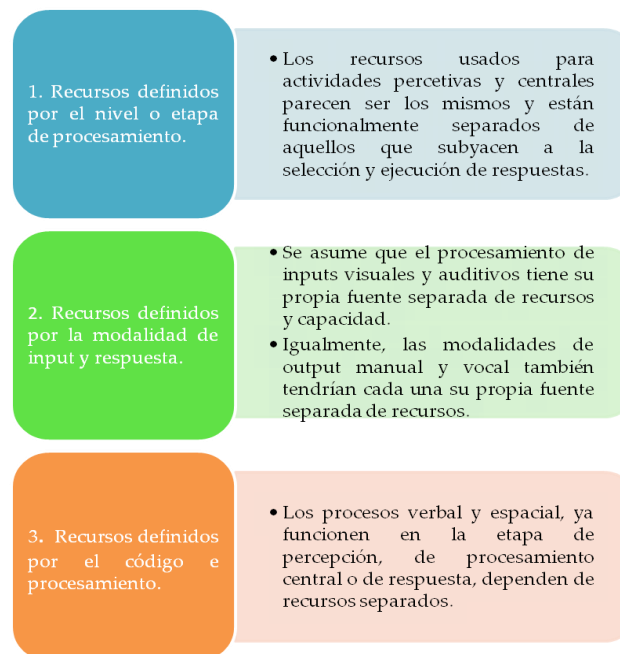 1. Recursos definidos
por el nivel o etapa
de procesamiento.
• Los recursos usados para
actividades percetivas y centrales
parecen ser los mismos y están
funcionalmente separados de
aquellos que subyacen a la
selección y ejecución de respuestas.
2. Recursos definidos
por la modalidad de
input y respuesta.
• Se asume que el procesamiento de
inputs visuales y auditivos tiene su
propia fuente separada de recursos
y capacidad.
• Igualmente, las modalidades de
output manual y vocal también
tendrían cada una su propia fuente
separada de recursos.
3. Recursos definidos
por el código e
procesamiento.
• Los procesos verbal y espacial, ya
funcionen en la etapa de
percepción, de procesamiento
central o de respuesta, dependen de
recursos separados.